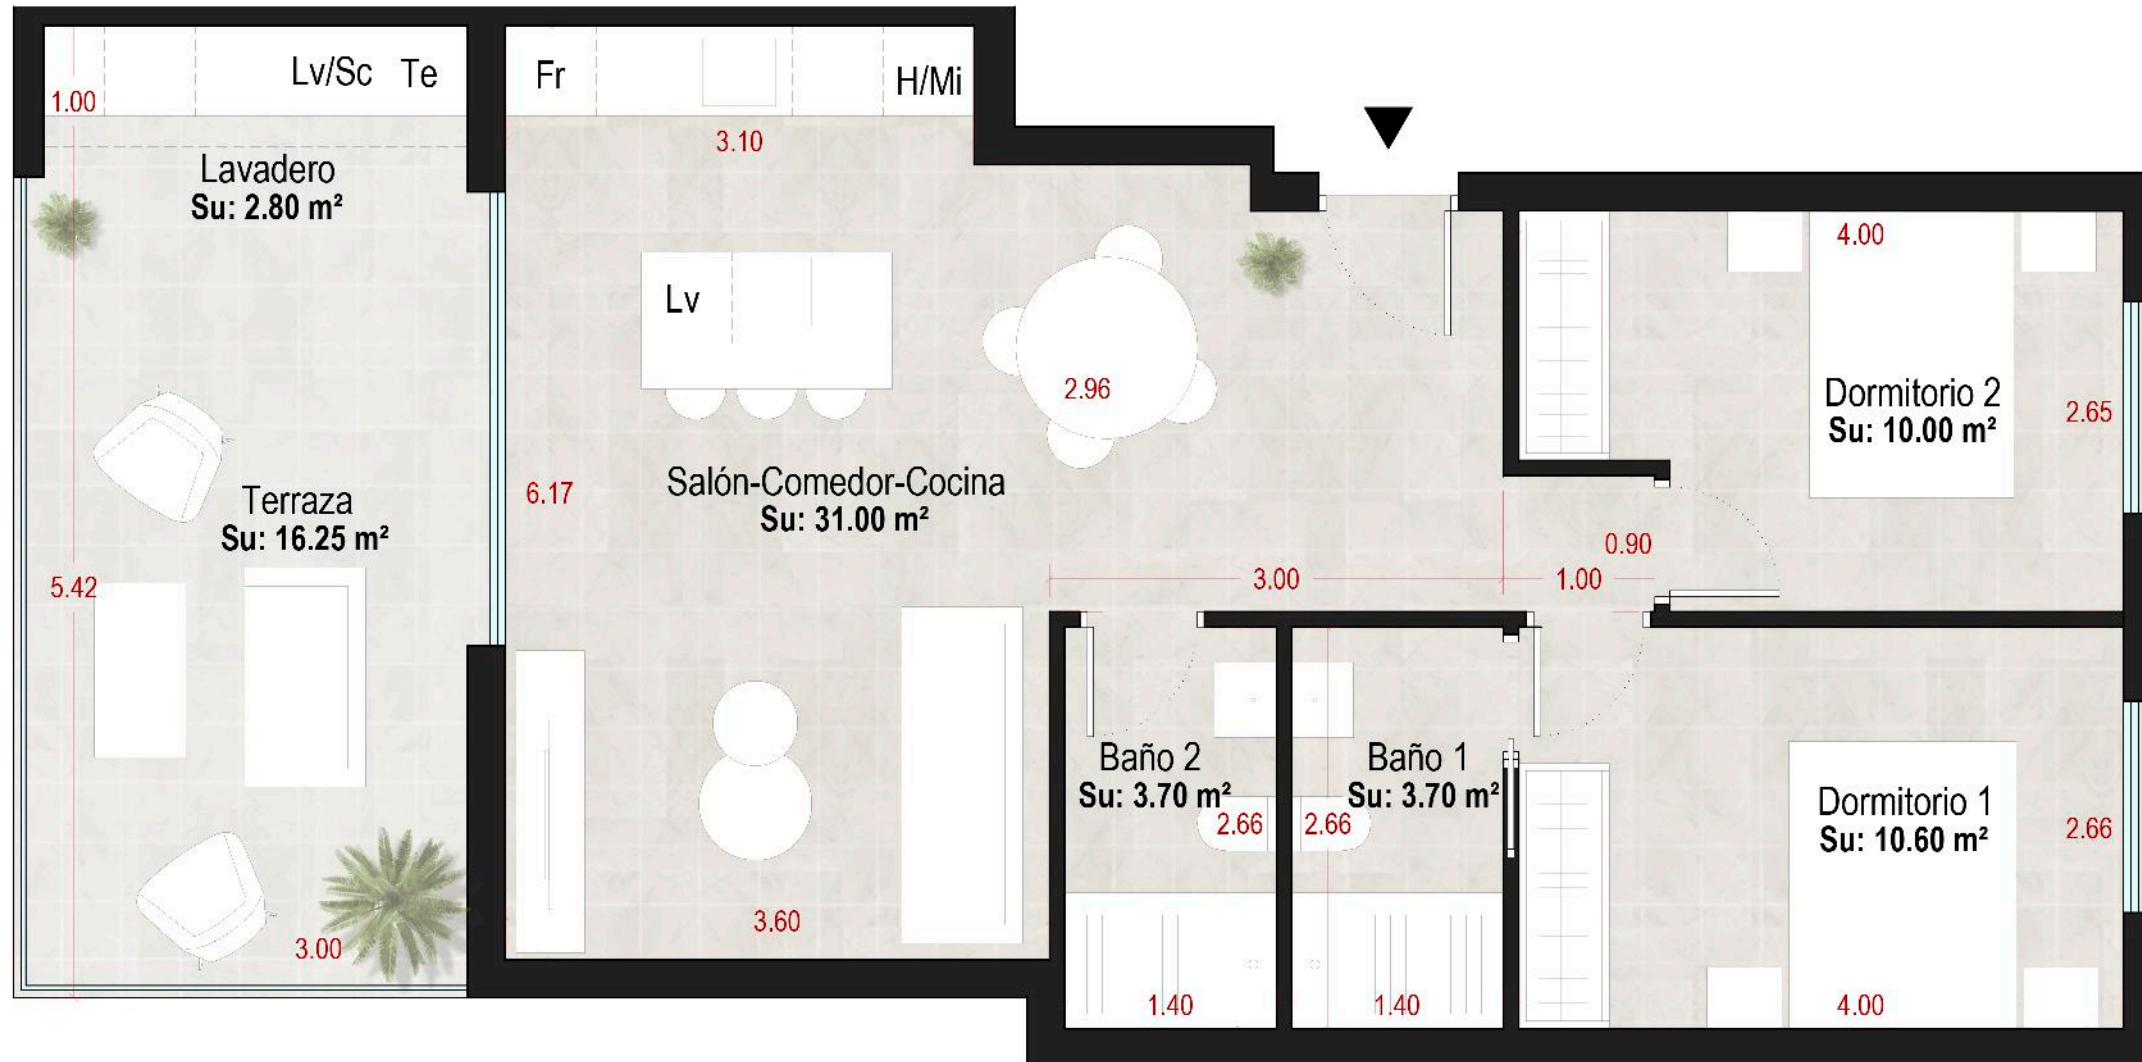 Lv/Sc Te
Fr
H/Mi
1.00
3.10
Lavadero
Su: 2.80 m²
4.00
Lv
2.96
Dormitorio 2
Su: 10.00 m²
2.65
Salón-Comedor-Cocina
Su: 31.00 m²
6.17
Terraza
Su: 16.25 m²
0.90
5.42
3.00
1.00
Baño 2
Su: 3.70 m²
Baño 1
Su: 3.70 m²
2.66
2.66
Dormitorio 1
Su: 10.60 m²
2.66
3.60
3.00
1.40
1.40
4.00